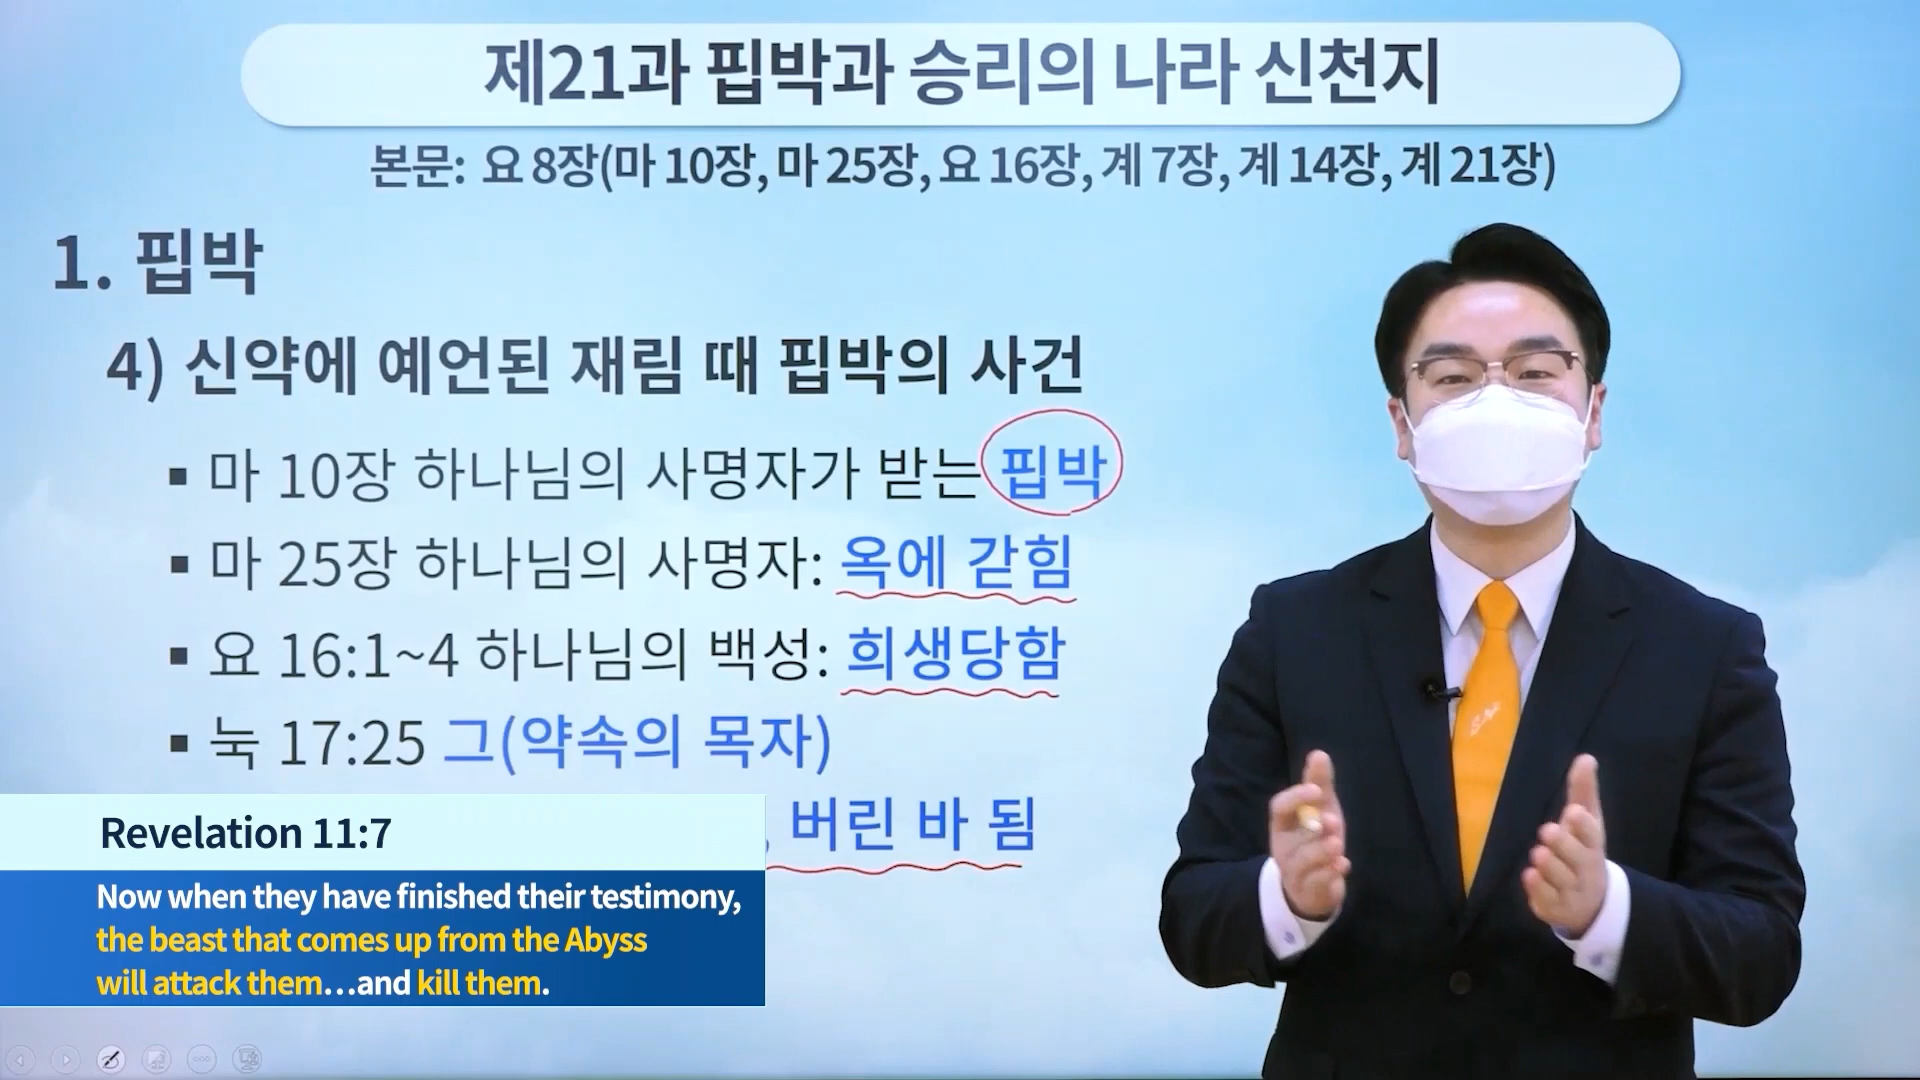 제21과 핍박과 승리의 나라 신천지
본문: 요 8장(마 10장, 마 25장, 요 16장, 계 7장, 계 14장, 계 21장)
1. 핍박
4) 신약에 예언된 재림 때 핍박의 사건
▪ 마 10장 하나님의 사명자가 받는 핍박
▪ 마 25장 하나님의 사명자: 옥에 갇힘
▪ 요 16:1~4 하나님의 백성: 희생당함
▪ 눅 17:25 그(약속의 목자)
, 버린 바 됨
Revelation 11:7
Now when they have finished their testimony,
the beast that comes up from the Abyss
will attack them…and kill them.